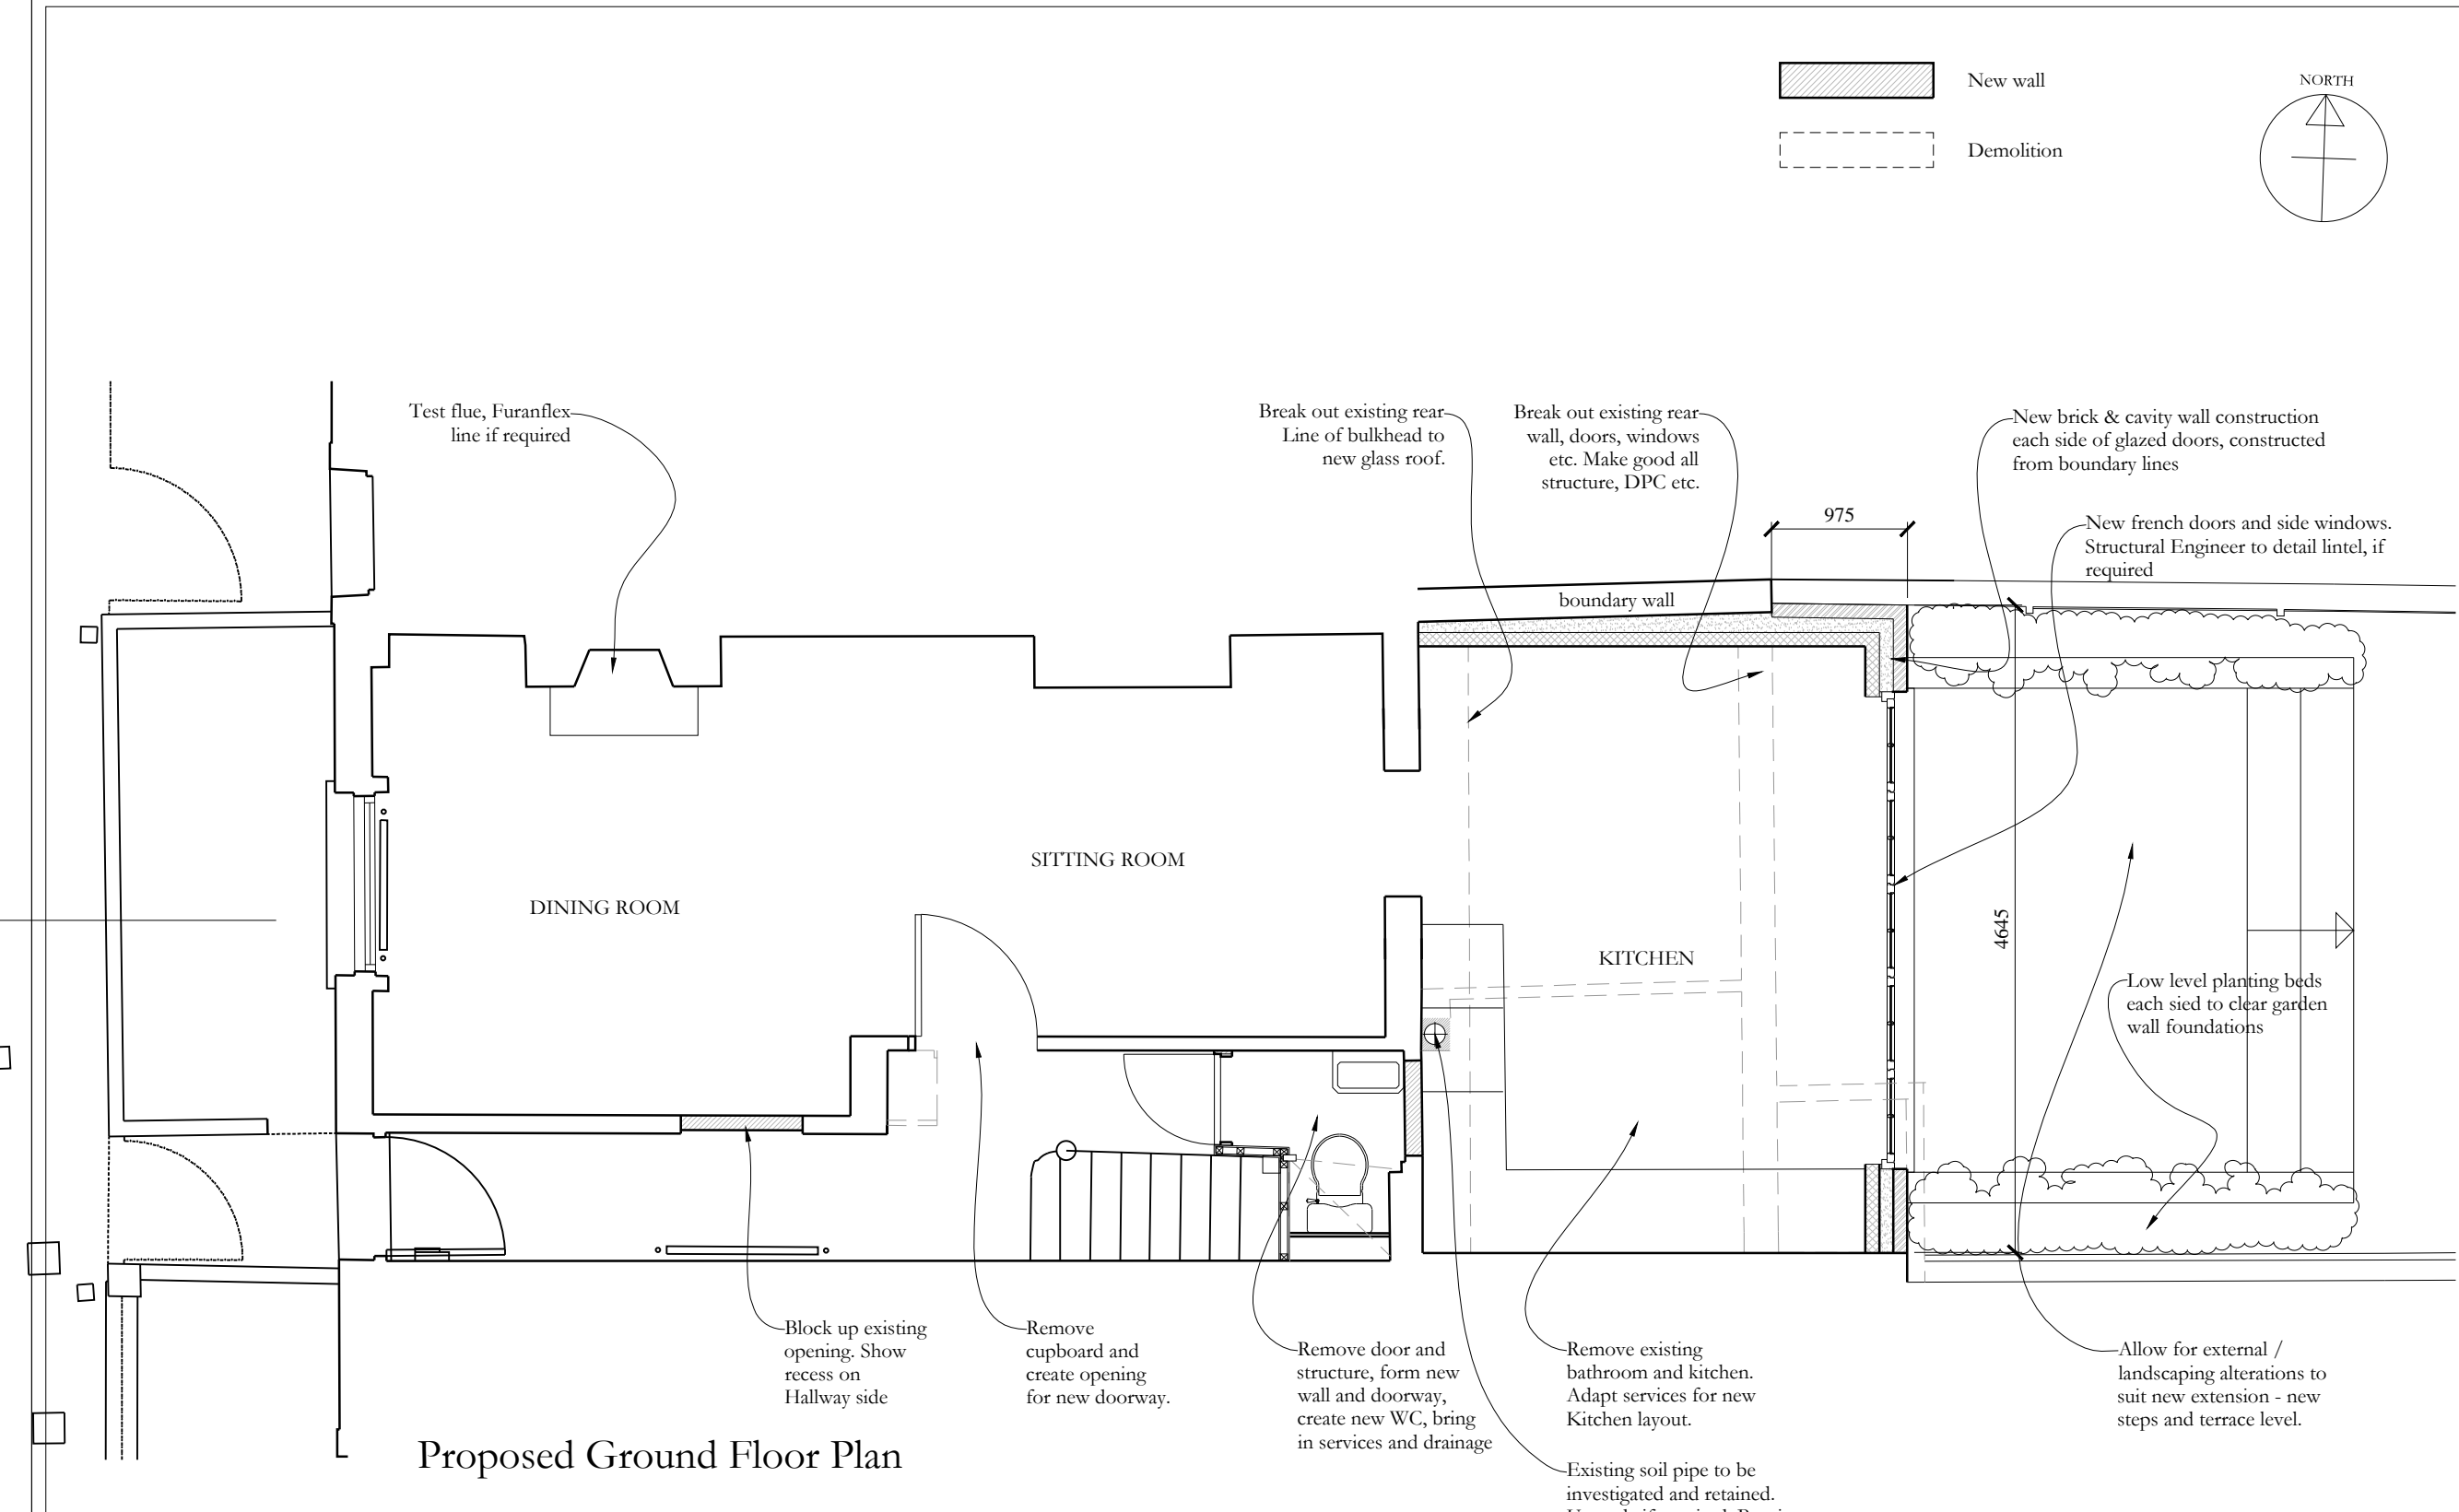 New wall
Demolition
NORTH
Test flue, Furanflex
line if required
Break out existing rear
Line of bulkhead to
new glass roof.
Break out existing rear
wall, doors, windows
etc. Make good all
structure, DPC etc.
New brick & cavity wall construction
each side of glazed doors, constructed
from boundary lines
975
New french doors and side windows.
Structural Engineer to detail lintel, if
required
boundary wall
SITTING ROOM
DINING ROOM
KITCHEN
4645
Low level planting beds
each sied to clear garden
wall foundations
Block up existing
opening. Show
recess on
Hallway side
Remove
cupboard and
create opening
for new doorway.
Remove door and
structure, form new
wall and doorway,
create new WC, bring
in services and drainage
Remove existing
bathroom and kitchen.
Adapt services for new
Kitchen layout.
Allow for external /
landscaping alterations to
suit new extension - new
steps and terrace level.
Proposed Ground Floor Plan
Existing soil pipe to be
investigated and retained.